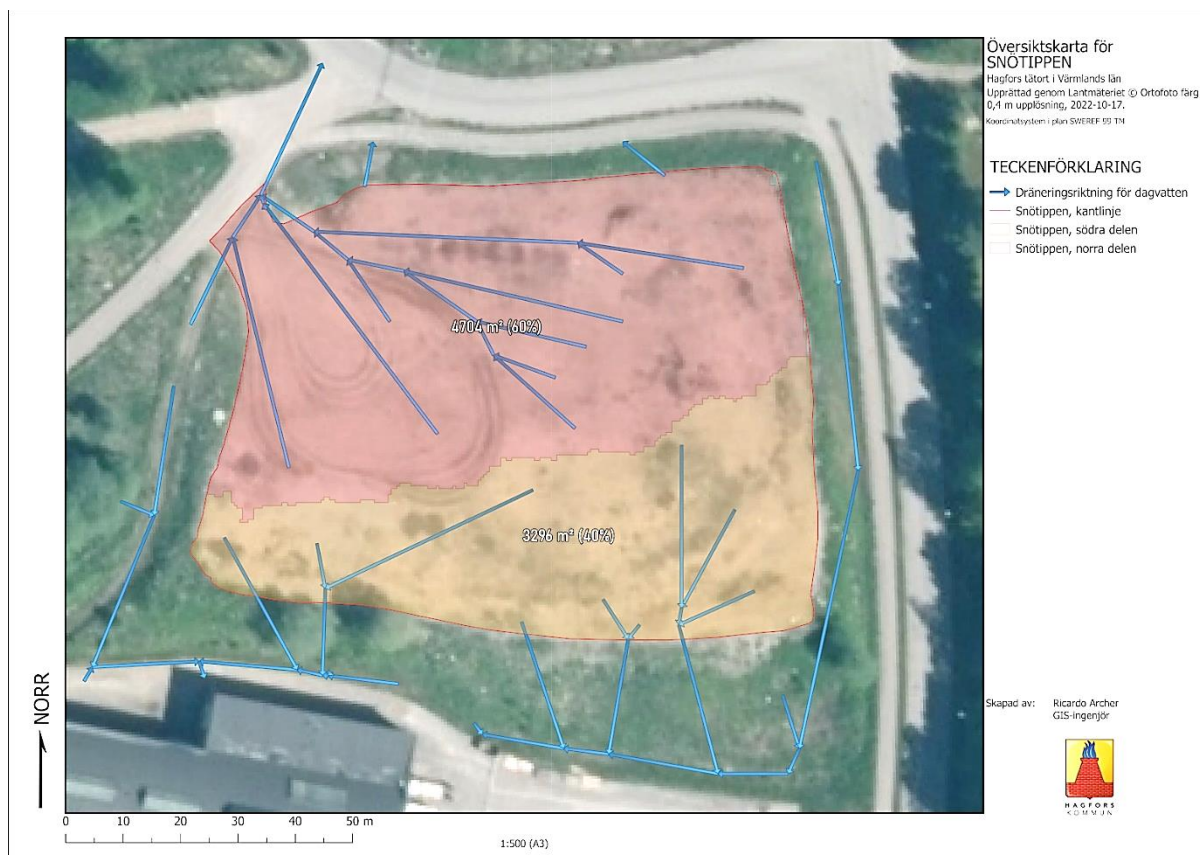 Översiktskarta för
SNÖTIPPEN
Hagfors tätort i Värmlands län
Upprättad genom Lantmäteriet © Ortofoto färg
0,4 m upplösning, 2022-10-17.
Koordinatsystem i plan SWEREF 99 TM
TECKENFÖRKLARING
Dräneringsriktning för dagvatten
Snötippen, kantlinje
Snötippen, södra delen
Snötippen, norra delen
4704 m² (60%)
3296 m² (40%)
NORR
Skapad av: Ricardo Archer
GIS-ingenjör
HAGFORS
KOMMUN
0 10 20 30 40 50 m
1:500 (A3)